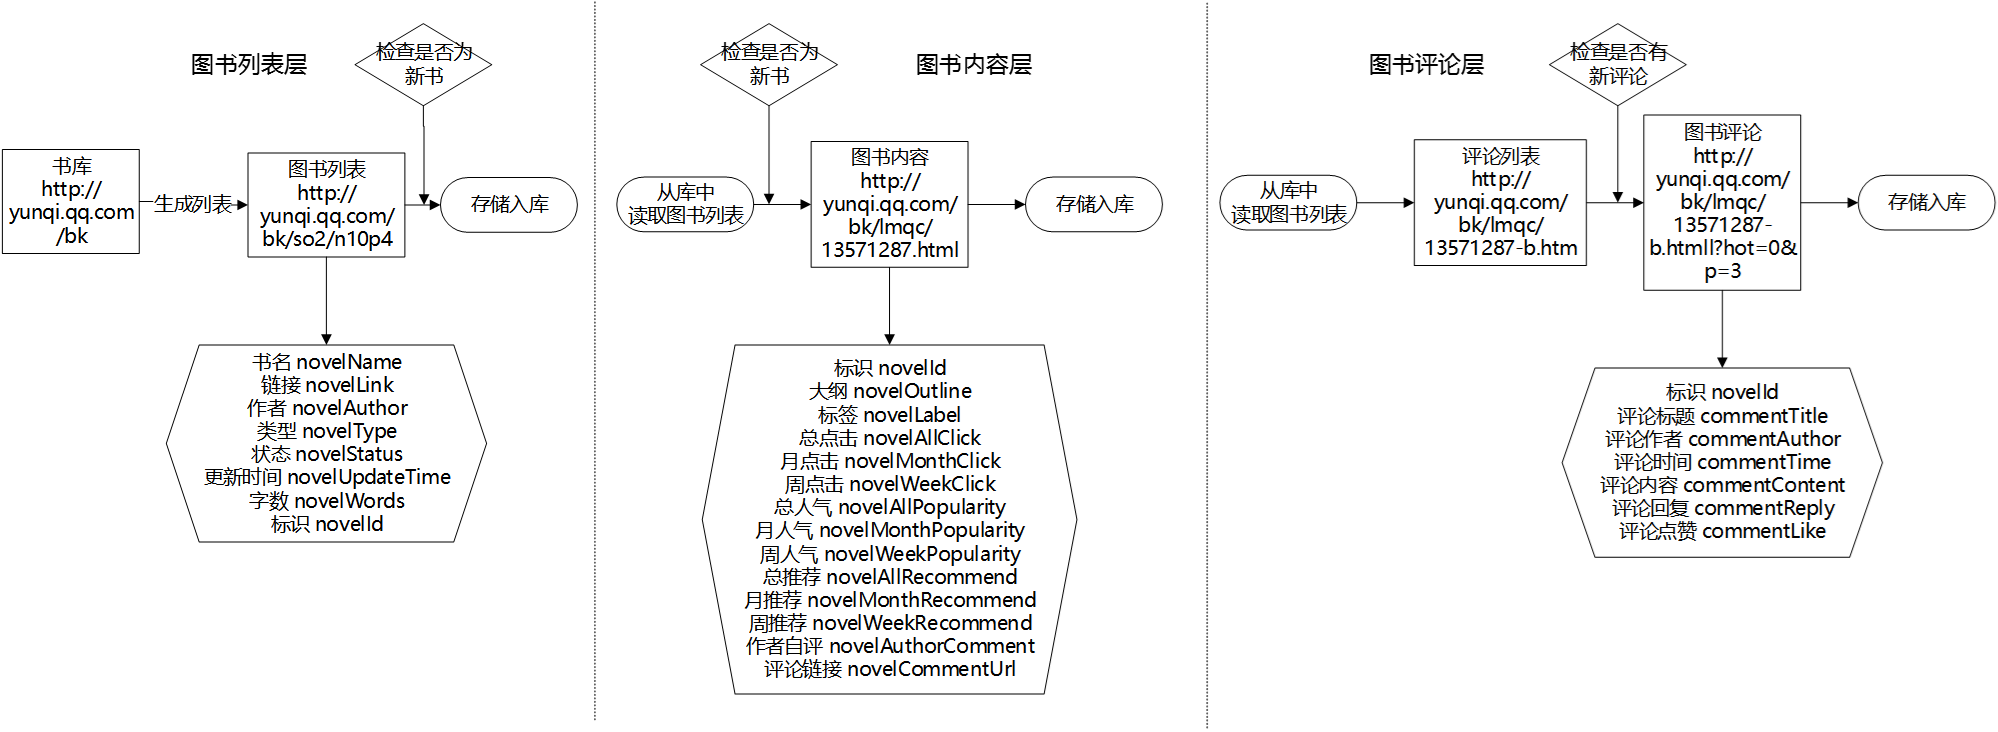 图书列表层
检查是否为
新书
书库
http://
yunqi.qq.com
/bk
生成列表
图书列表
http://
yunqi.qq.com/
bk/so2/n10p4
存储入库
书名 novelName
链接 novelLink
作者 novelAuthor
类型 novelType
状态 novelStatus
更新时间 novelUpdateTime
字数 novelWords
标识 novelId
检查是否为
新书
图书内容层
从库中
读取图书列表
图书内容
http://
yunqi.qq.com/
bk/lmqc/
13571287.html
存储入库
标识 novelId
大纲 novelOutline
标签 novelLabel
总点击 novelAllClick
月点击 novelMonthClick
周点击 novelWeekClick
总人气 novelAllPopularity
月人气 novelMonthPopularity
周人气 novelWeekPopularity
总推荐 novelAllRecommend
月推荐 novelMonthRecommend
周推荐 novelWeekRecommend
作者自评 novelAuthorComment
评论链接 novelCommentUrl
图书评论层
检查是否有
新评论
从库中
读取图书列表
评论列表
http://
yunqi.qq.com/
bk/lmqc/
13571287-b.htm
图书评论
http://
yunqi.qq.com/
bk/lmqc/
13571287-
b.htmll?hot=0&
p=3
存储入库
标识 novelId
评论标题 commentTitle
评论作者 commentAuthor
评论时间 commentTime
评论内容 commentContent
评论回复 commentReply
评论点赞 commentLike